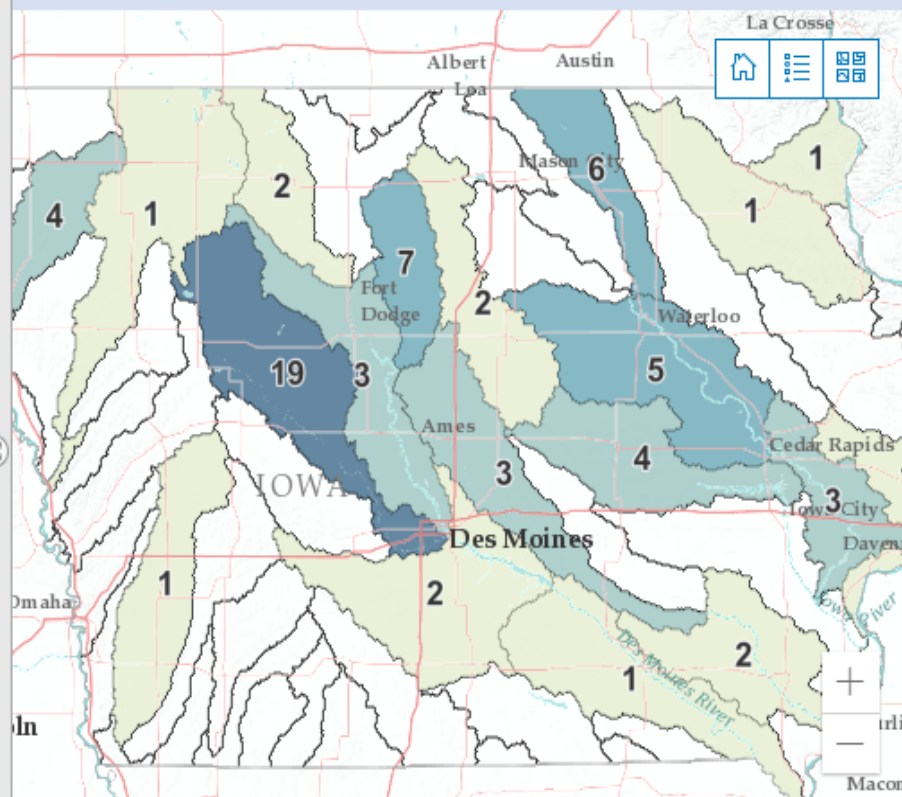 La Crosse
Albert
Lea
Austin
Mason City
6
1
2
4
1
1
7
Fort
Dodge
2
Waterloo
19
3
5
Ames
Cedar Rapids
4
3
IOWA
3
Iowa City
Des Moines
Daven
1
2
Omaha
Iowa River
2
1
Des Moines River
+
−
oln
urli
Macon